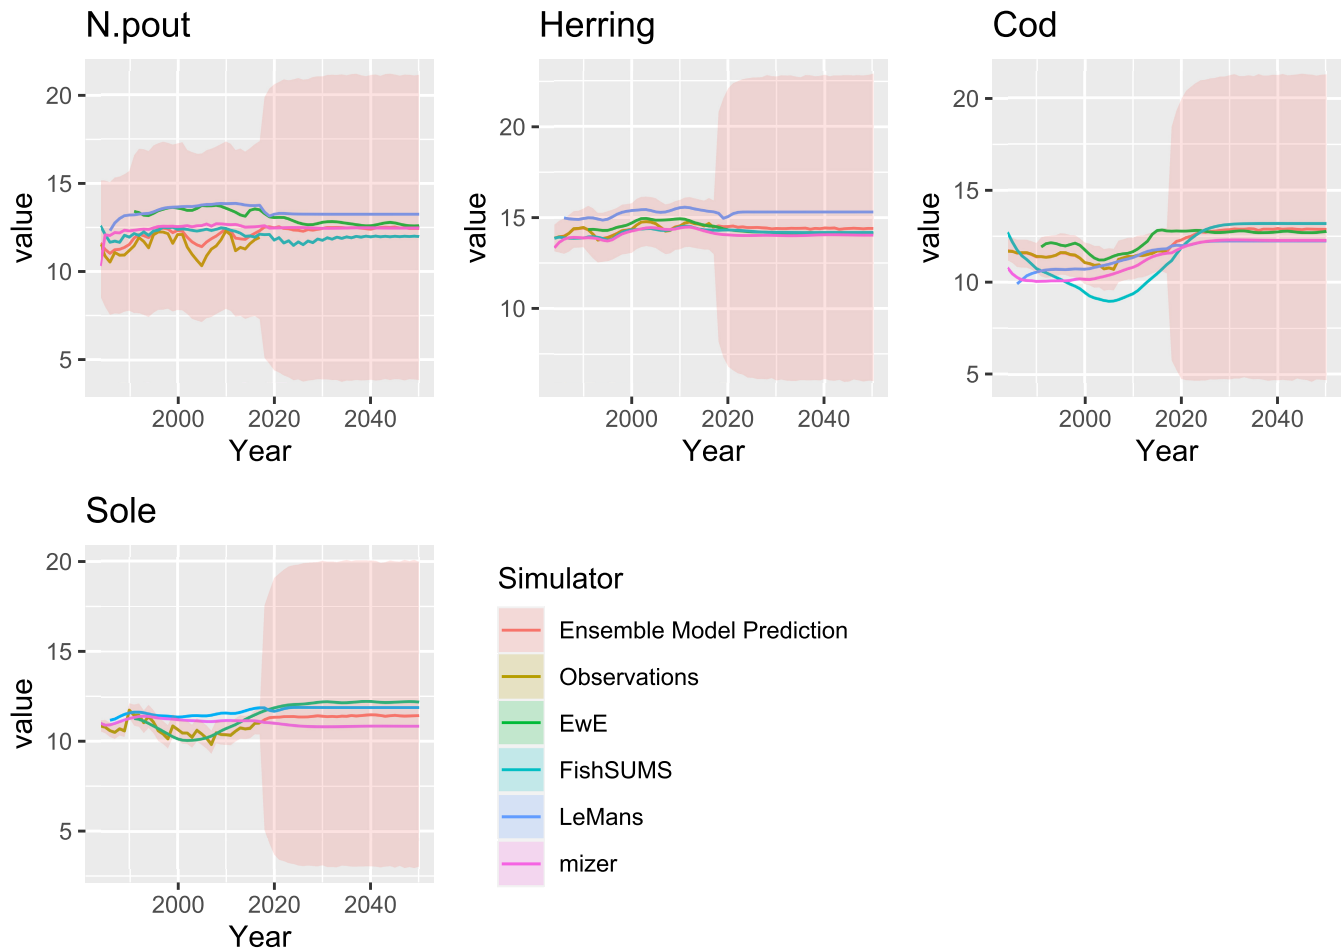 N.pout
Herring
Cod
20
15
10
5
value
2000 2020 2040
Year
20
15
10
value
2000 2020 2040
Year
20
15
10
5
value
2000 2020 2040
Year
Sole
20
15
10
5
value
2000 2020 2040
Year
Simulator
Ensemble Model Prediction
Observations
EwE
FishSUMS
LeMans
mizer